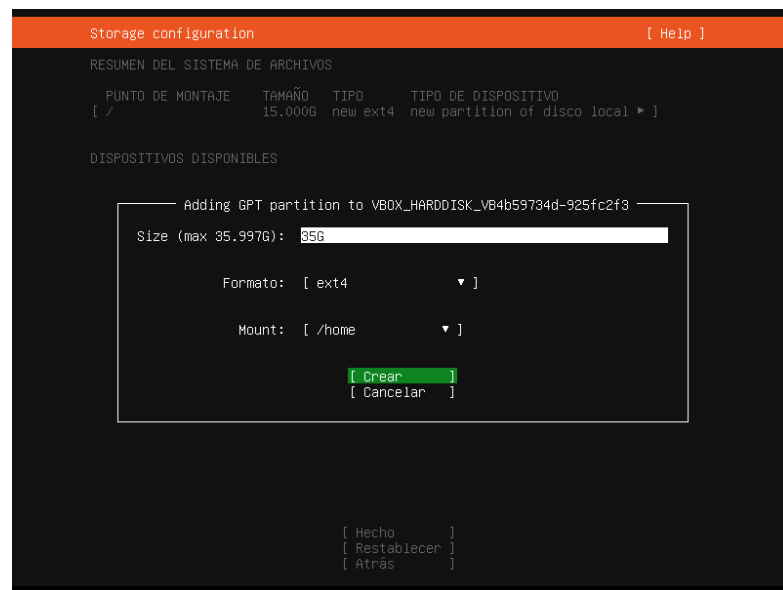 Storage configuration [ Help ]
RESUMEN DEL SISTEMA DE ARCHIVOS
PUNTO DE MONTAJE TAMAÑO TIPO TIPO DE DISPOSITIVO
[ / 15.000G new ext4 new partition of disco local ▸ ]
DISPOSITIVOS DISPONIBLES
Adding GPT partition to VBOX_HARDDISK_VB4b59734d-925fc2f3
Size (max 35.997G): 35G
Formato: [ ext4 ▾ ]
Mount: [ /home ▾ ]
[ Crear ]
[ Cancelar ]
[ Hecho ]
[ Restablecer ]
[ Atrás ]